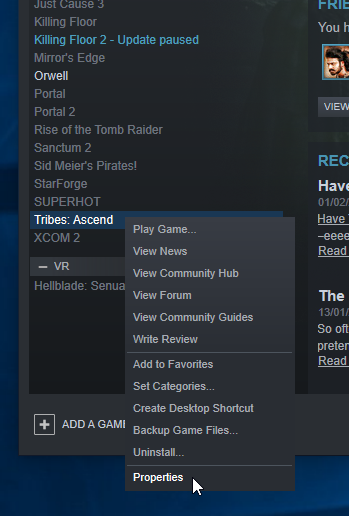 Just Cause 3
Killing Floor
Killing Floor 2 - Update paused
Mirror's Edge
Orwell
Portal
Portal 2
Rise of the Tomb Raider
Sanctum 2
Sid Meier's Pirates!
StarForge
SUPERHOT
Tribes: Ascend
XCOM 2
VR
Hellblade: Senua
ADD A GAM
Play Game...
View News
View Community Hub
View Forum
View Community Guides
Write Review
Add to Favorites
Set Categories...
Create Desktop Shortcut
Backup Game Files...
Uninstall...
Properties
FRI
You h
VIEW
REC
Have
01/02/
Have
~eeee
Read
The
13/01/
So oft
preten
Read